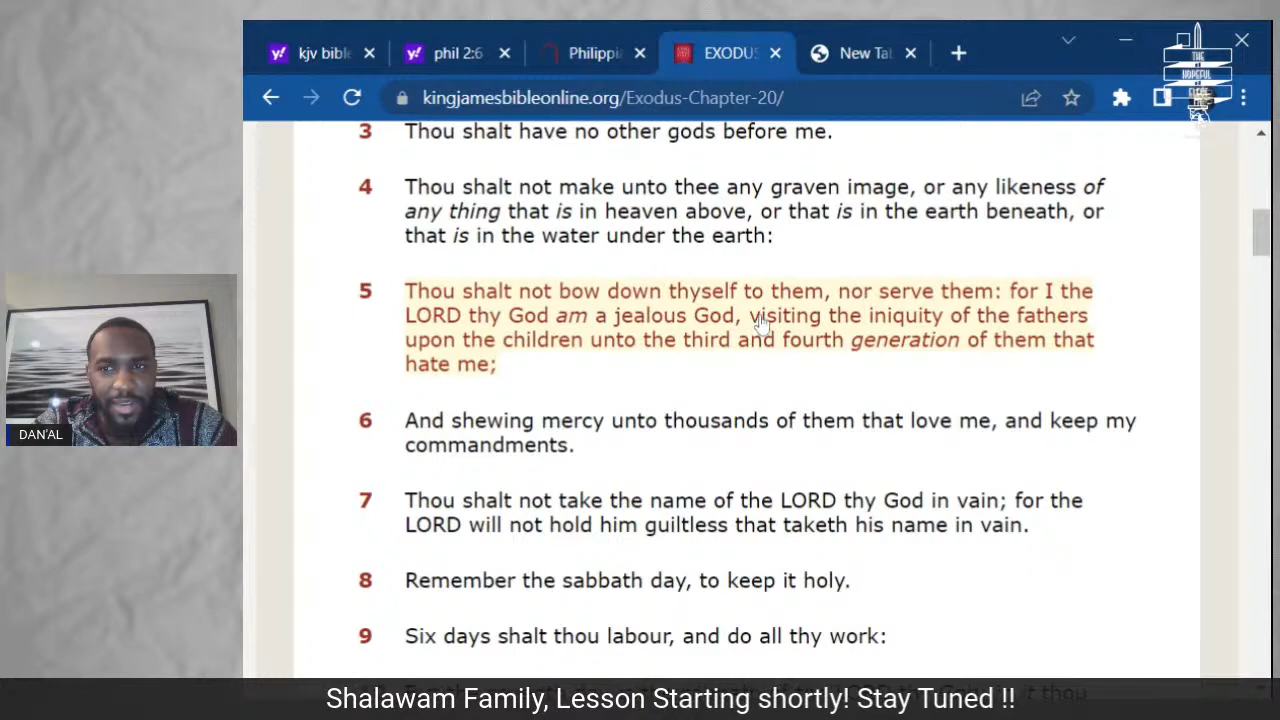 kjv bible
phil 2:6
Philippi
EXODUS
New Tab
kingjamesbibleonline.org/Exodus-Chapter-20/
THE
HOPEFUL
3 Thou shalt have no other gods before me.
4 Thou shalt not make unto thee any graven image, or any likeness of
any thing that is in heaven above, or that is in the earth beneath, or
that is in the water under the earth:
5 Thou shalt not bow down thyself to them, nor serve them: for I the
LORD thy God am a jealous God, visiting the iniquity of the fathers
upon the children unto the third and fourth generation of them that
hate me;
6 And shewing mercy unto thousands of them that love me, and keep my
commandments.
7 Thou shalt not take the name of the LORD thy God in vain; for the
LORD will not hold him guiltless that taketh his name in vain.
8 Remember the sabbath day, to keep it holy.
9 Six days shalt thou labour, and do all thy work:
DAN'AL
Shalawam Family, Lesson Starting shortly! Stay Tuned !!